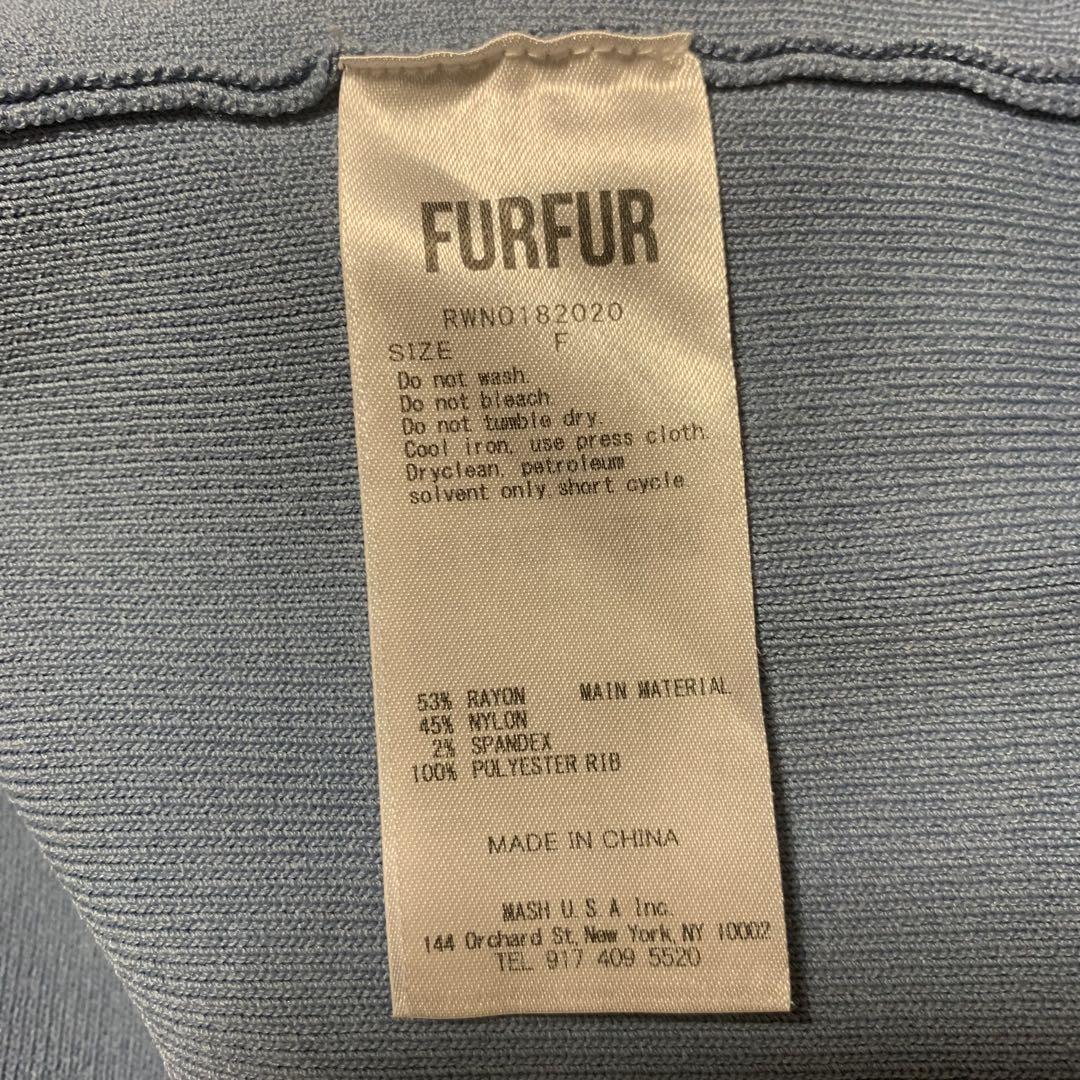 FURFUR
RWNO182020
SIZE F
Do not wash.
Do not bleach
Do not tumble dry.
Cool iron, use press cloth.
Dryclean, petroleum
solvent only, short cycle
53% RAYON MAIN MATERIAL
45% NYLON
2% SPANDEX
100% POLYESTER RIB
MADE IN CHINA
MASH U.S A Inc.
144 Orchard St, New York, NY 10002
TEL 917 409 5520